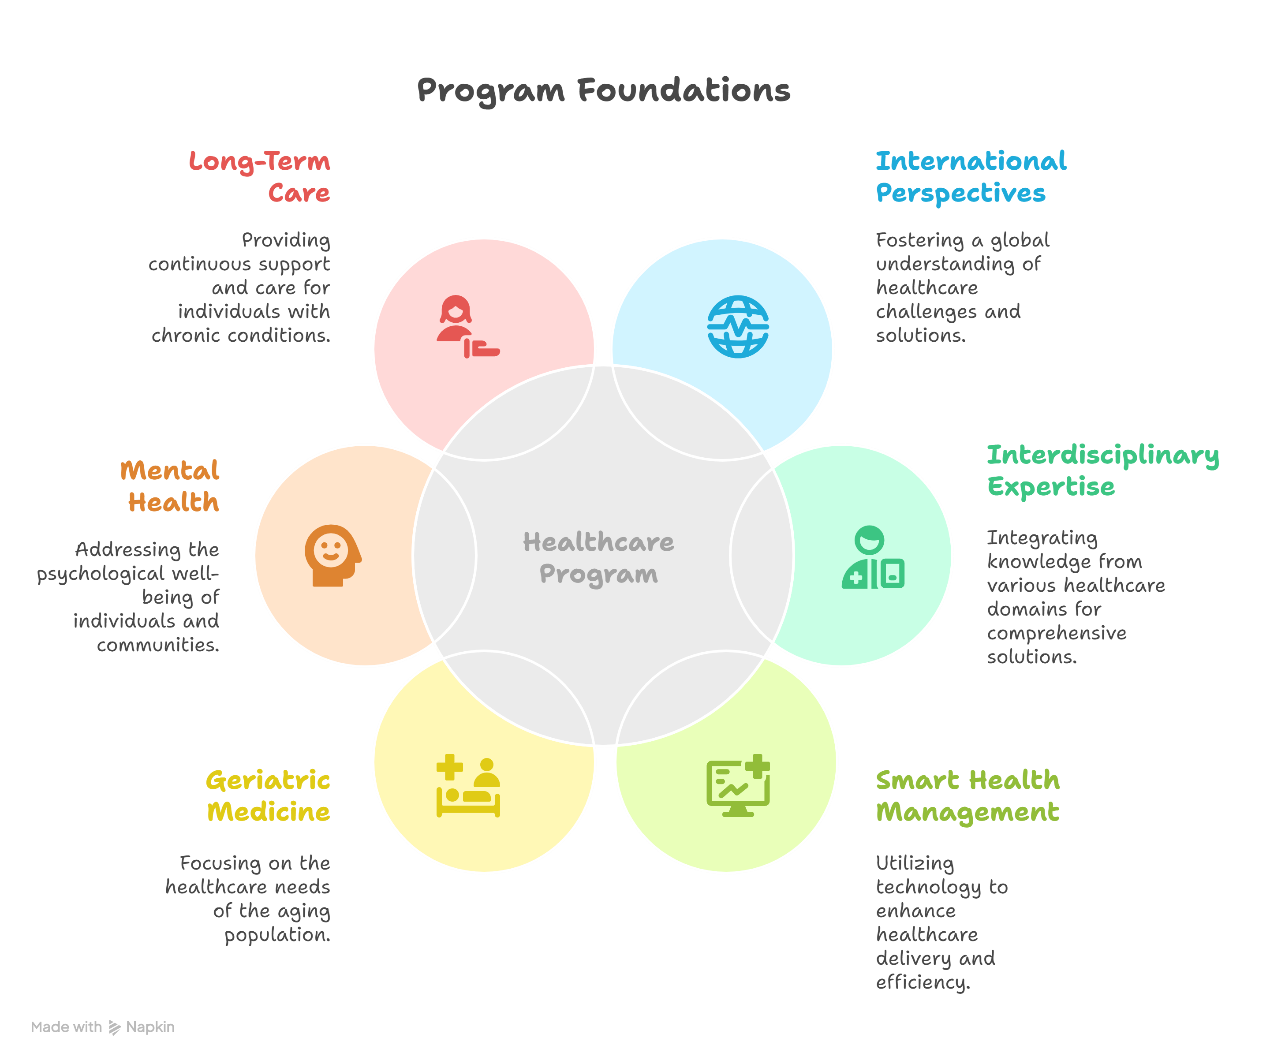 Program Foundations
Long-Term
Care
Providing
continuous support
and care for
individuals with
chronic conditions.
International
Perspectives
Fostering a global
understanding of
healthcare
challenges and
solutions.
Mental
Health
Addressing the
psychological well-
being of
individuals and
communities.
Healthcare
Program
Interdisciplinary
Expertise
Integrating
knowledge from
various healthcare
domains for
comprehensive
solutions.
Geriatric
Medicine
Focusing on the
healthcare needs
of the aging
population.
Smart Health
Management
Utilizing
technology to
enhance
healthcare
delivery and
efficiency.
Made with Napkin